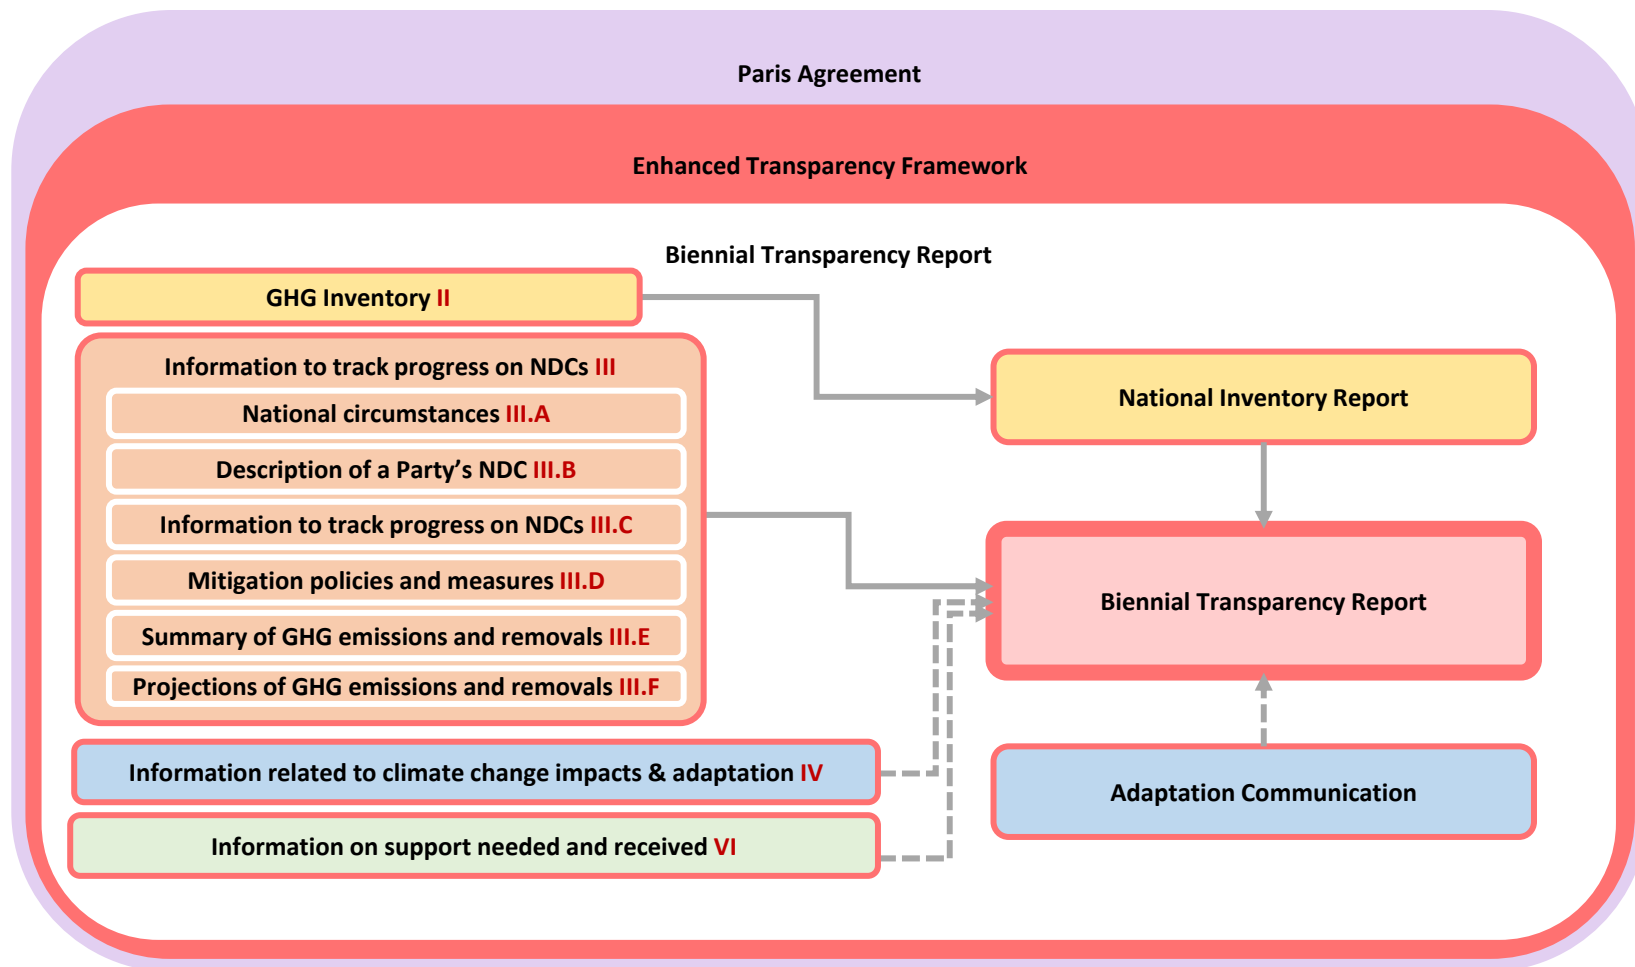 Paris Agreement
Enhanced Transparency Framework
Biennial Transparency Report
GHG Inventory II
Information to track progress on NDCs III
National circumstances III.A
Description of a Party’s NDC III.B
Information to track progress on NDCs III.C
Mitigation policies and measures III.D
Summary of GHG emissions and removals III.E
Projections of GHG emissions and removals III.F
Information related to climate change impacts & adaptation IV
Information on support needed and received VI
National Inventory Report
Biennial Transparency Report
Adaptation Communication